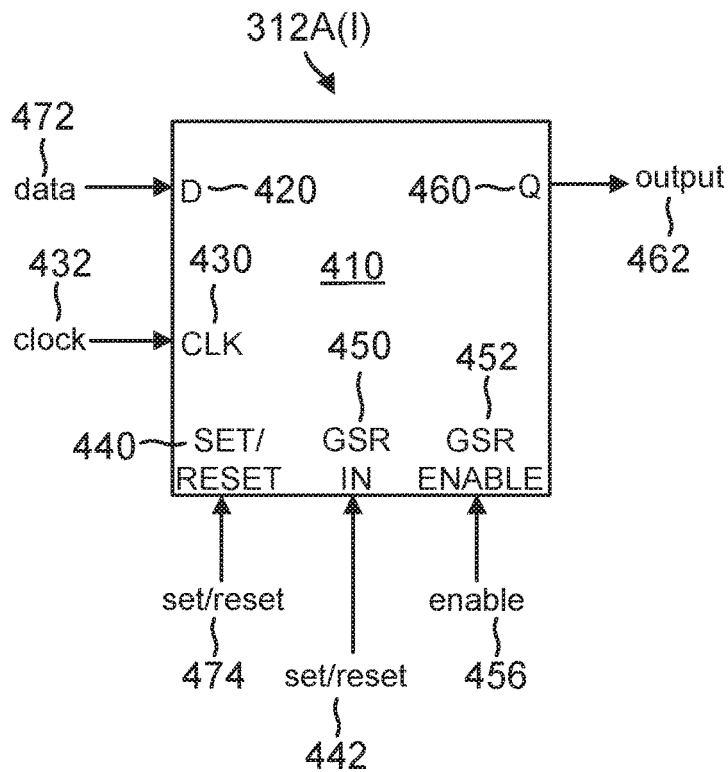 312A(I)
472
data
D
420
460
Q
output
462
432
clock
430
CLK
410
450
452
440
SET/
RESET
GSR
IN
GSR
ENABLE
set/reset
474
set/reset
442
enable
456